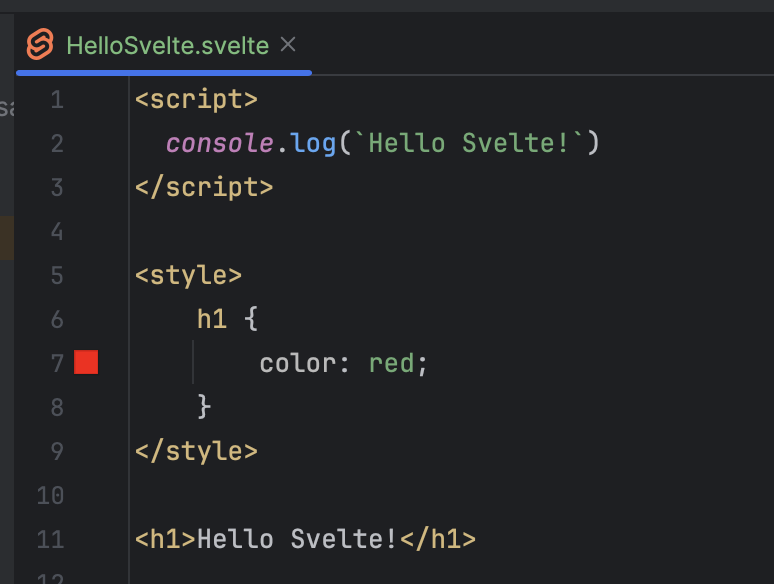 HelloSvelte.svelte
1 <script>
2   console.log(`Hello Svelte!`)
3 </script>
4
5 <style>
6     h1 {
7         color: red;
8     }
9 </style>
10
11 <h1>Hello Svelte!</h1>
12